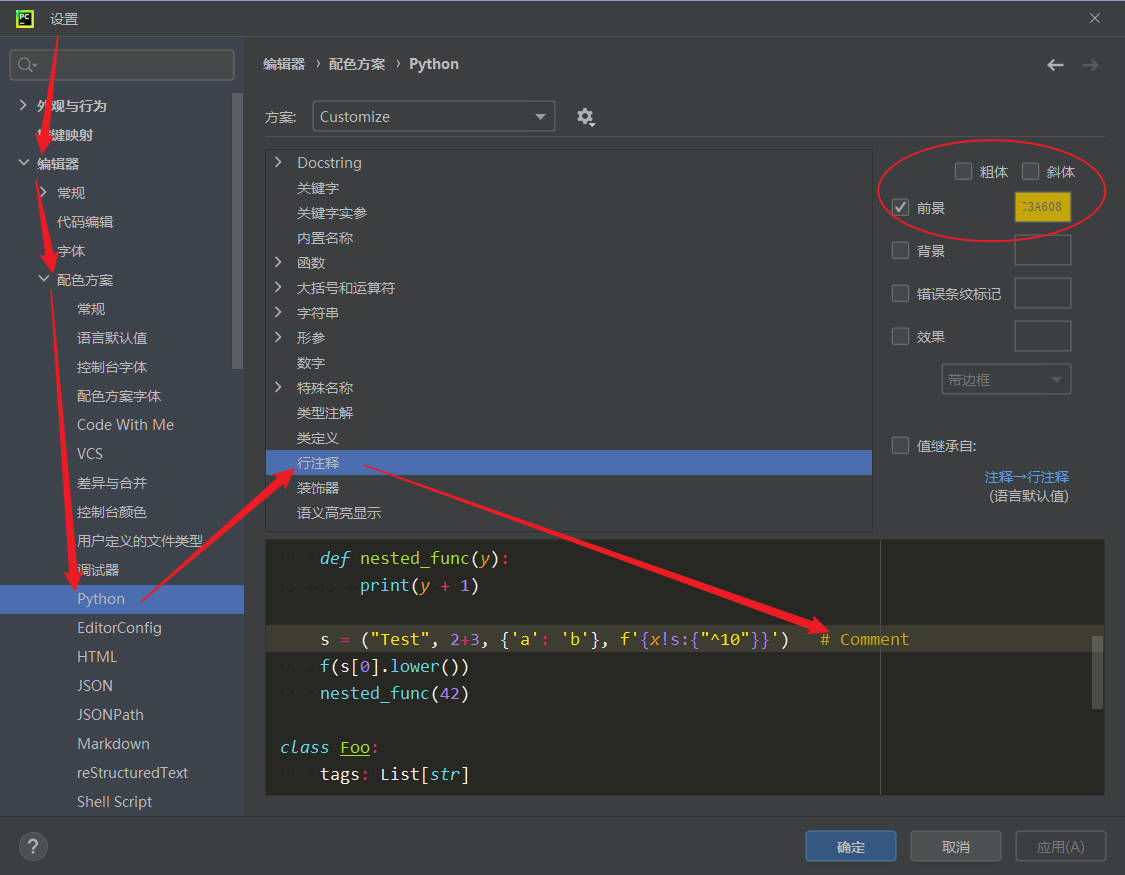 PC
设置
编辑器 › 配色方案 › Python
方案:
Customize
外观与行为
按键映射
编辑器
常规
代码编辑
字体
配色方案
常规
语言默认值
控制台字体
配色方案字体
Code With Me
VCS
差异与合并
控制台颜色
用户定义的文件类型
调试器
Python
EditorConfig
HTML
JSON
JSONPath
Markdown
reStructuredText
Shell Script
Docstring
关键字
关键字实参
内置名称
函数
大括号和运算符
字符串
形参
数字
特殊名称
类型注解
类定义
行注释
装饰器
语义高亮显示
粗体 斜体
前景 C3A608
背景
错误条纹标记
效果
带边框
值继承自:
注释→行注释
(语言默认值)
def nested_func(y):
print(y + 1)
s = ("Test", 2+3, {'a': 'b'}, f'{x!s:{"^10"}}') # Comment
f(s[0].lower())
nested_func(42)
class Foo:
tags: List[str]
?
确定
取消
应用(A)